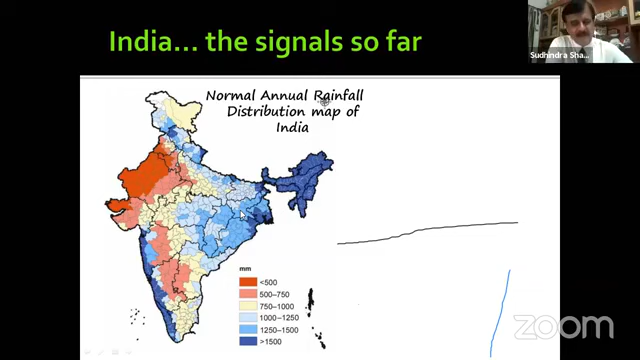 India... the signals so far
Sudhindra Sha...
Normal Annual Rainfall
Distribution map of
India
mm
<500
500–750
750–1000
1000–1250
1250–1500
>1500
zoom